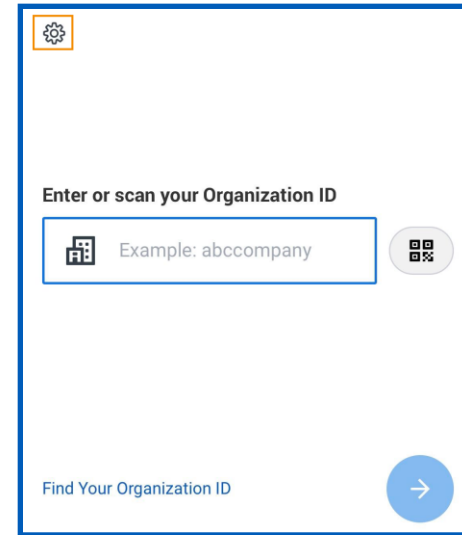 Enter or scan your Organization ID
Example: abccompany
Find Your Organization ID